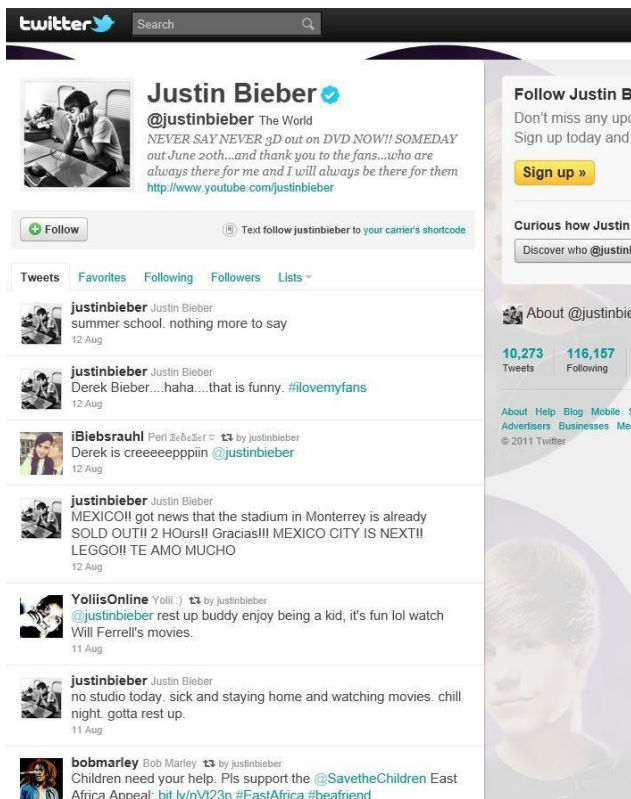 twitter
Search
Justin Bieber
@justinbieber The World
NEVER SAY NEVER 3D out on DVD NOW!! SOMEDAY
out June 20th...and thank you to the fans...who are
always there for me and I will always be there for them
http://www.youtube.com/justinbieber
Follow
Text follow justinbieber to your carrier's shortcode
Tweets Favorites Following Followers Lists
justinbieber Justin Bieber
summer school. nothing more to say
12 Aug
justinbieber Justin Bieber
Derek Bieber....haha....that is funny. #ilovemyfans
12 Aug
iBiebsrauhl Peri by justinbieber
Derek is creeeeepppiin @justinbieber
12 Aug
justinbieber Justin Bieber
MEXICO!! got news that the stadium in Monterrey is already
SOLD OUT!! 2 HOurs!! Gracias!!! MEXICO CITY IS NEXT!!
LEGGO!! TE AMO MUCHO
12 Aug
YoliisOnline Yolii :) by justinbieber
@justinbieber rest up buddy enjoy being a kid, it's fun lol watch
Will Ferrell's movies.
11 Aug
justinbieber Justin Bieber
no studio today. sick and staying home and watching movies. chill
night. gotta rest up.
11 Aug
bobmarley Bob Marley by justinbieber
Children need your help. Pls support the @SavetheChildren East
Africa Appeal: bit.ly/nVt23n #EastAfrica #beafriend
Follow Justin B
Don't miss any upd
Sign up today and
Sign up »
Curious how Justin
Discover who @justinb
About @justinbie
10,273 116,157
Tweets Following
About Help Blog Mobile S
Advertisers Businesses Me
© 2011 Twitter